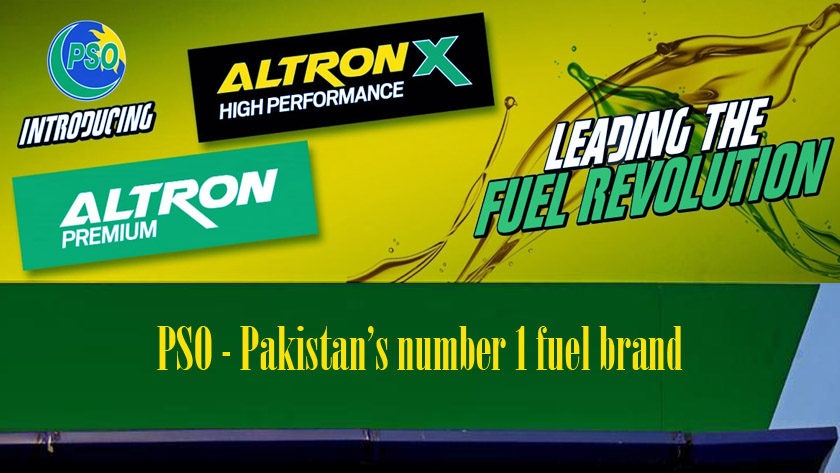 PSO
INTRODUCING
ALTRON X
HIGH PERFORMANCE
ALTRON
PREMIUM
LEADING THE
FUEL REVOLUTION
PSO - Pakistan's number 1 fuel brand